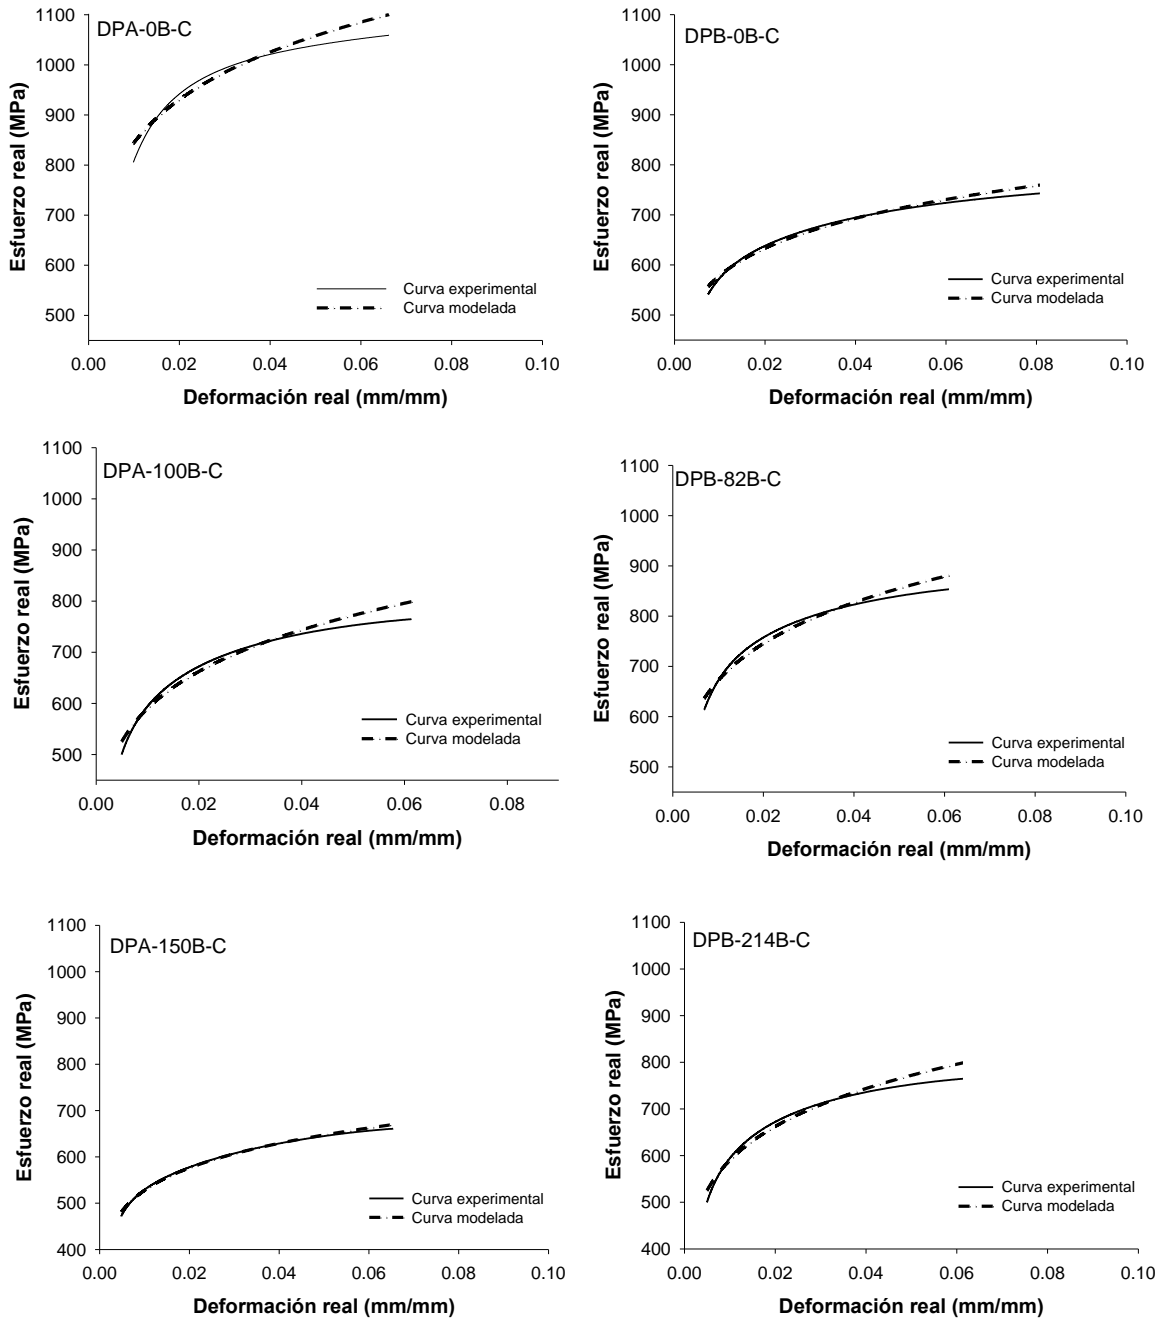 DPA-0B-C
1100
1000
900
800
700
600
500
Esfuerzo real (MPa)
Curva experimental
Curva modelada
0.00 0.02 0.04 0.06 0.08 0.10
Deformación real (mm/mm)
DPB-0B-C
1100
1000
900
800
700
600
500
Esfuerzo real (MPa)
Curva experimental
Curva modelada
0.00 0.02 0.04 0.06 0.08 0.10
Deformación real (mm/mm)
DPA-100B-C
1100
1000
900
800
700
600
500
Esfuerzo real (MPa)
Curva experimental
Curva modelada
0.00 0.02 0.04 0.06 0.08
Deformación real (mm/mm)
DPB-82B-C
1100
1000
900
800
700
600
500
Esfuerzo real (MPa)
Curva experimental
Curva modelada
0.00 0.02 0.04 0.06 0.08 0.10
Deformación real (mm/mm)
DPA-150B-C
1100
1000
900
800
700
600
500
400
Esfuerzo real (MPa)
Curva experimental
Curva modelada
0.00 0.02 0.04 0.06 0.08 0.10
Deformación real (mm/mm)
DPB-214B-C
1100
1000
900
800
700
600
500
400
Esfuerzo real (MPa)
Curva experimental
Curva modelada
0.00 0.02 0.04 0.06 0.08 0.10
Deformación real (mm/mm)